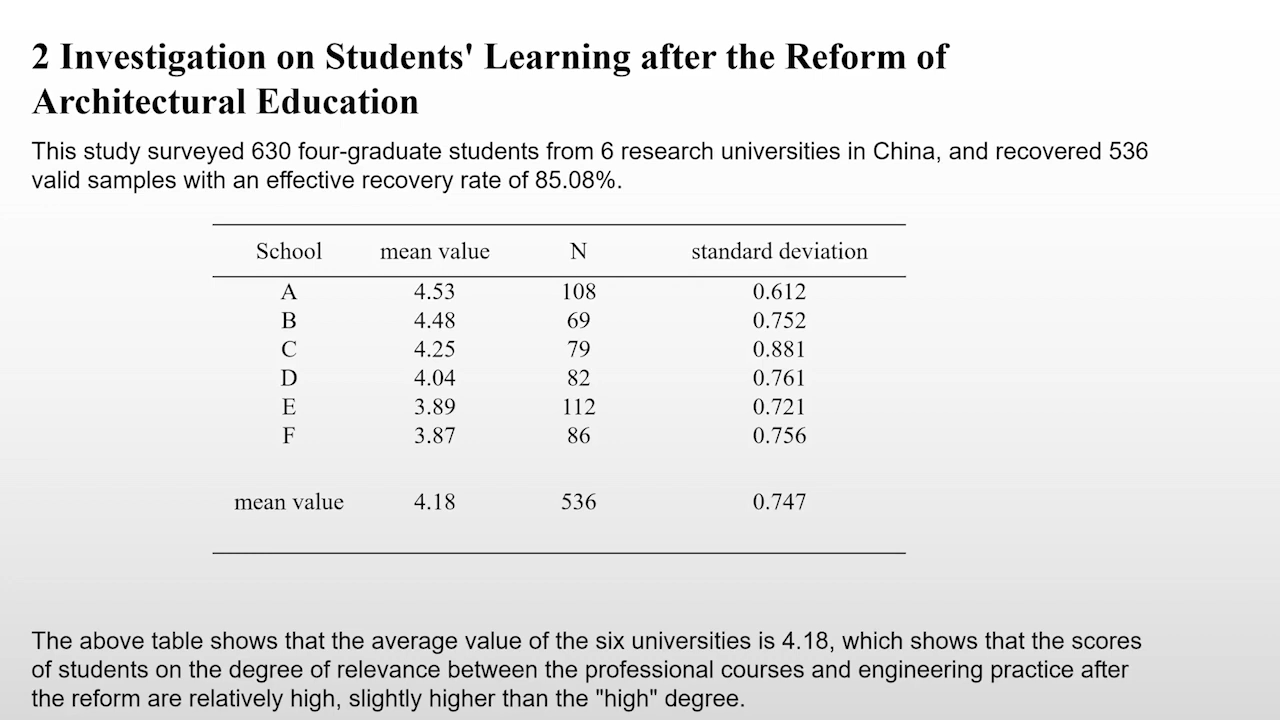 2 Investigation on Students' Learning after the Reform of
Architectural Education
This study surveyed 630 four-graduate students from 6 research universities in China, and recovered 536
valid samples with an effective recovery rate of 85.08%.
School mean value N standard deviation
A 4.53 108 0.612
B 4.48 69 0.752
C 4.25 79 0.881
D 4.04 82 0.761
E 3.89 112 0.721
F 3.87 86 0.756
mean value 4.18 536 0.747
The above table shows that the average value of the six universities is 4.18, which shows that the scores
of students on the degree of relevance between the professional courses and engineering practice after
the reform are relatively high, slightly higher than the "high" degree.